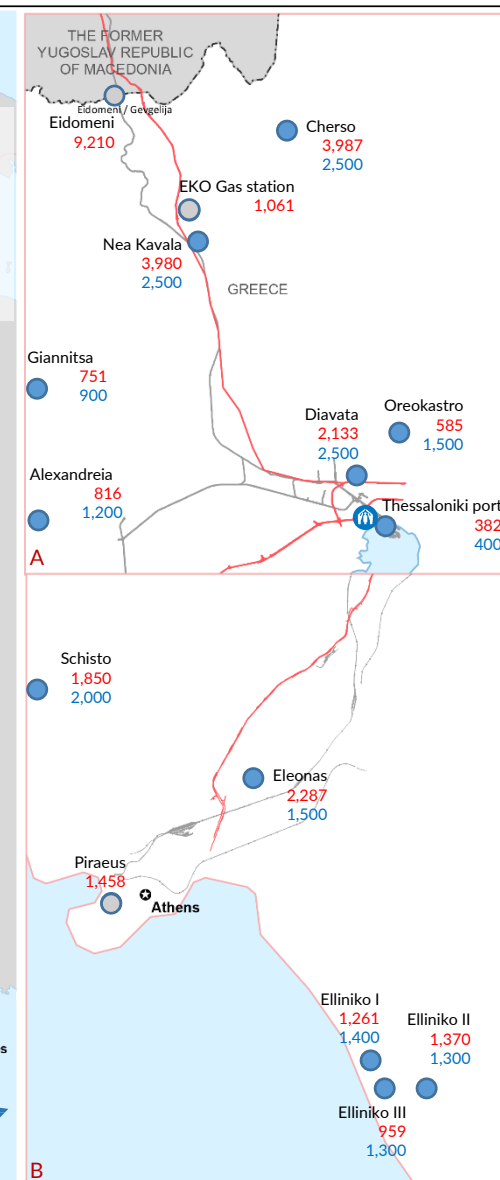 THE FORMER
YUGOSLAV REPUBLIC
OF MACEDONIA
Eidomeni / Gevgelija
Eidomeni
9,210
Cherso
3,987
2,500
EKO Gas station
1,061
Nea Kavala
3,980
2,500
GREECE
Giannitsa
751
900
Diavata
2,133
2,500
Oreokastro
585
1,500
Alexandreia
816
1,200
Thessaloniki port
382
400
A
Schisto
1,850
2,000
Eleonas
2,287
1,500
Piraeus
1,458
Athens
Elliniko I
1,261
1,400
Elliniko II
1,370
1,300
Elliniko III
959
1,300
s
B